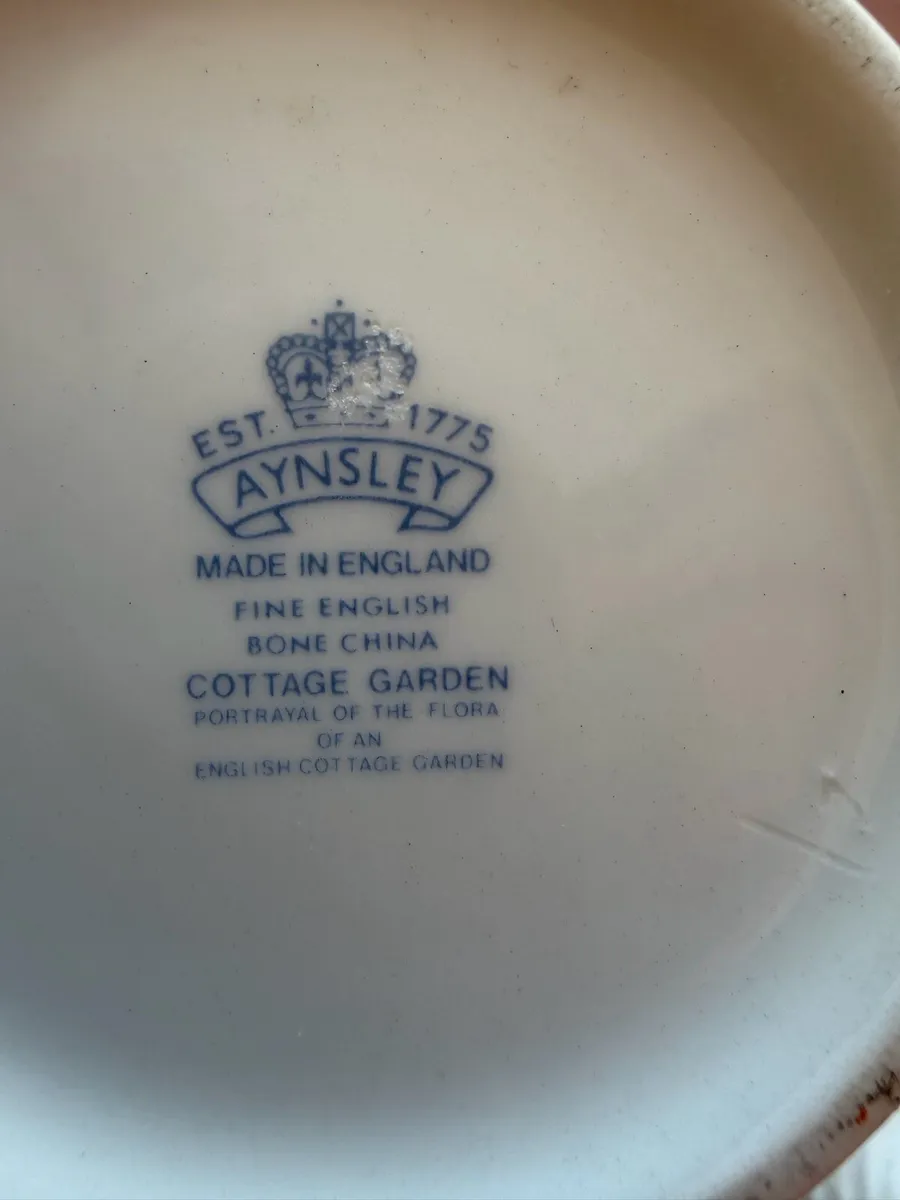 EST. 1775
AYNSLEY
MADE IN ENGLAND
FINE ENGLISH
BONE CHINA
COTTAGE GARDEN
PORTRAYAL OF THE FLORA
OF AN
ENGLISH COTTAGE GARDEN